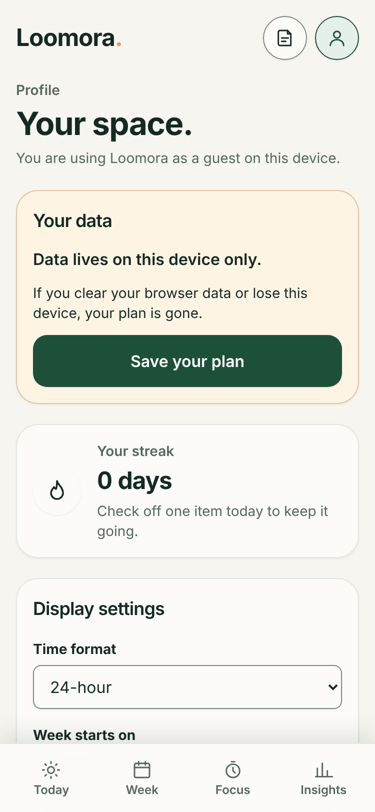 Loomora.
Profile
Your space.
You are using Loomora as a guest on this device.
Your data
Data lives on this device only.
If you clear your browser data or lose this
device, your plan is gone.
Save your plan
Your streak
0 days
Check off one item today to keep it
going.
Display settings
Time format
24-hour
Week starts on
Today
Week
Focus
Insights